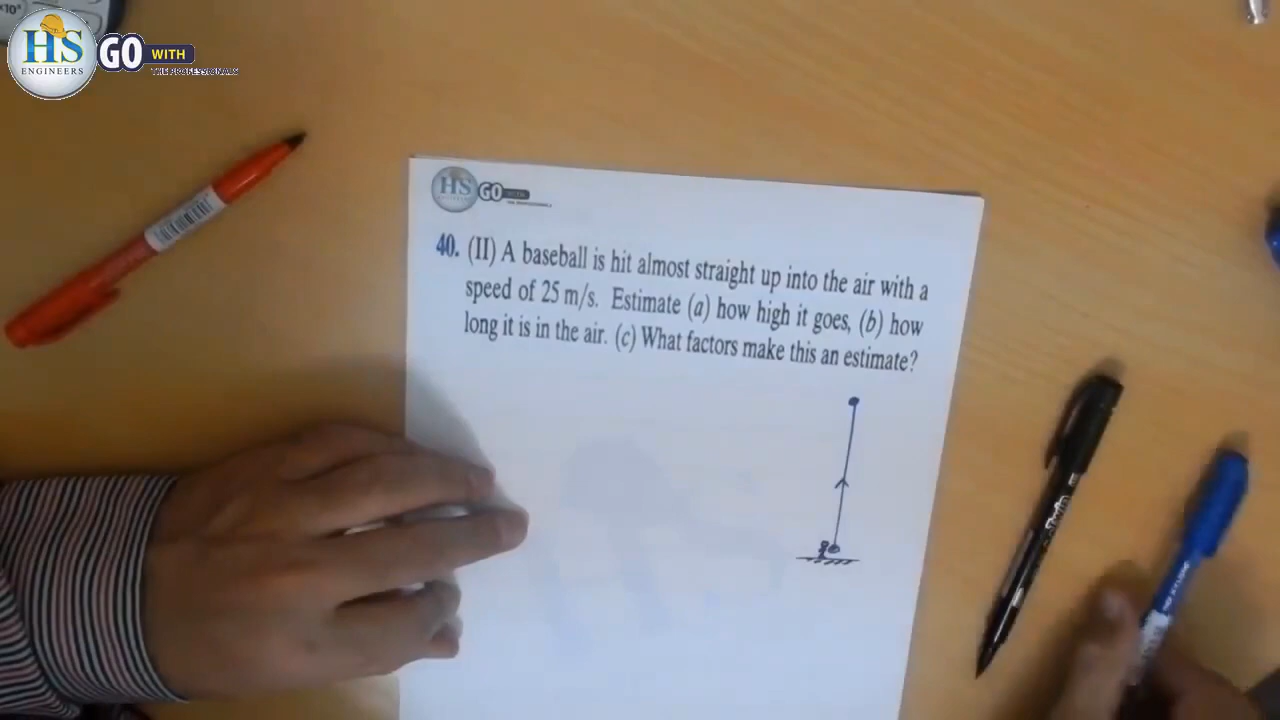 HS
ENGINEERS
GO WITH
THE PROFESSIONALS
HS GO
40. (II) A baseball is hit almost straight up into the air with a
speed of 25 m/s. Estimate (a) how high it goes, (b) how
long it is in the air. (c) What factors make this an estimate?